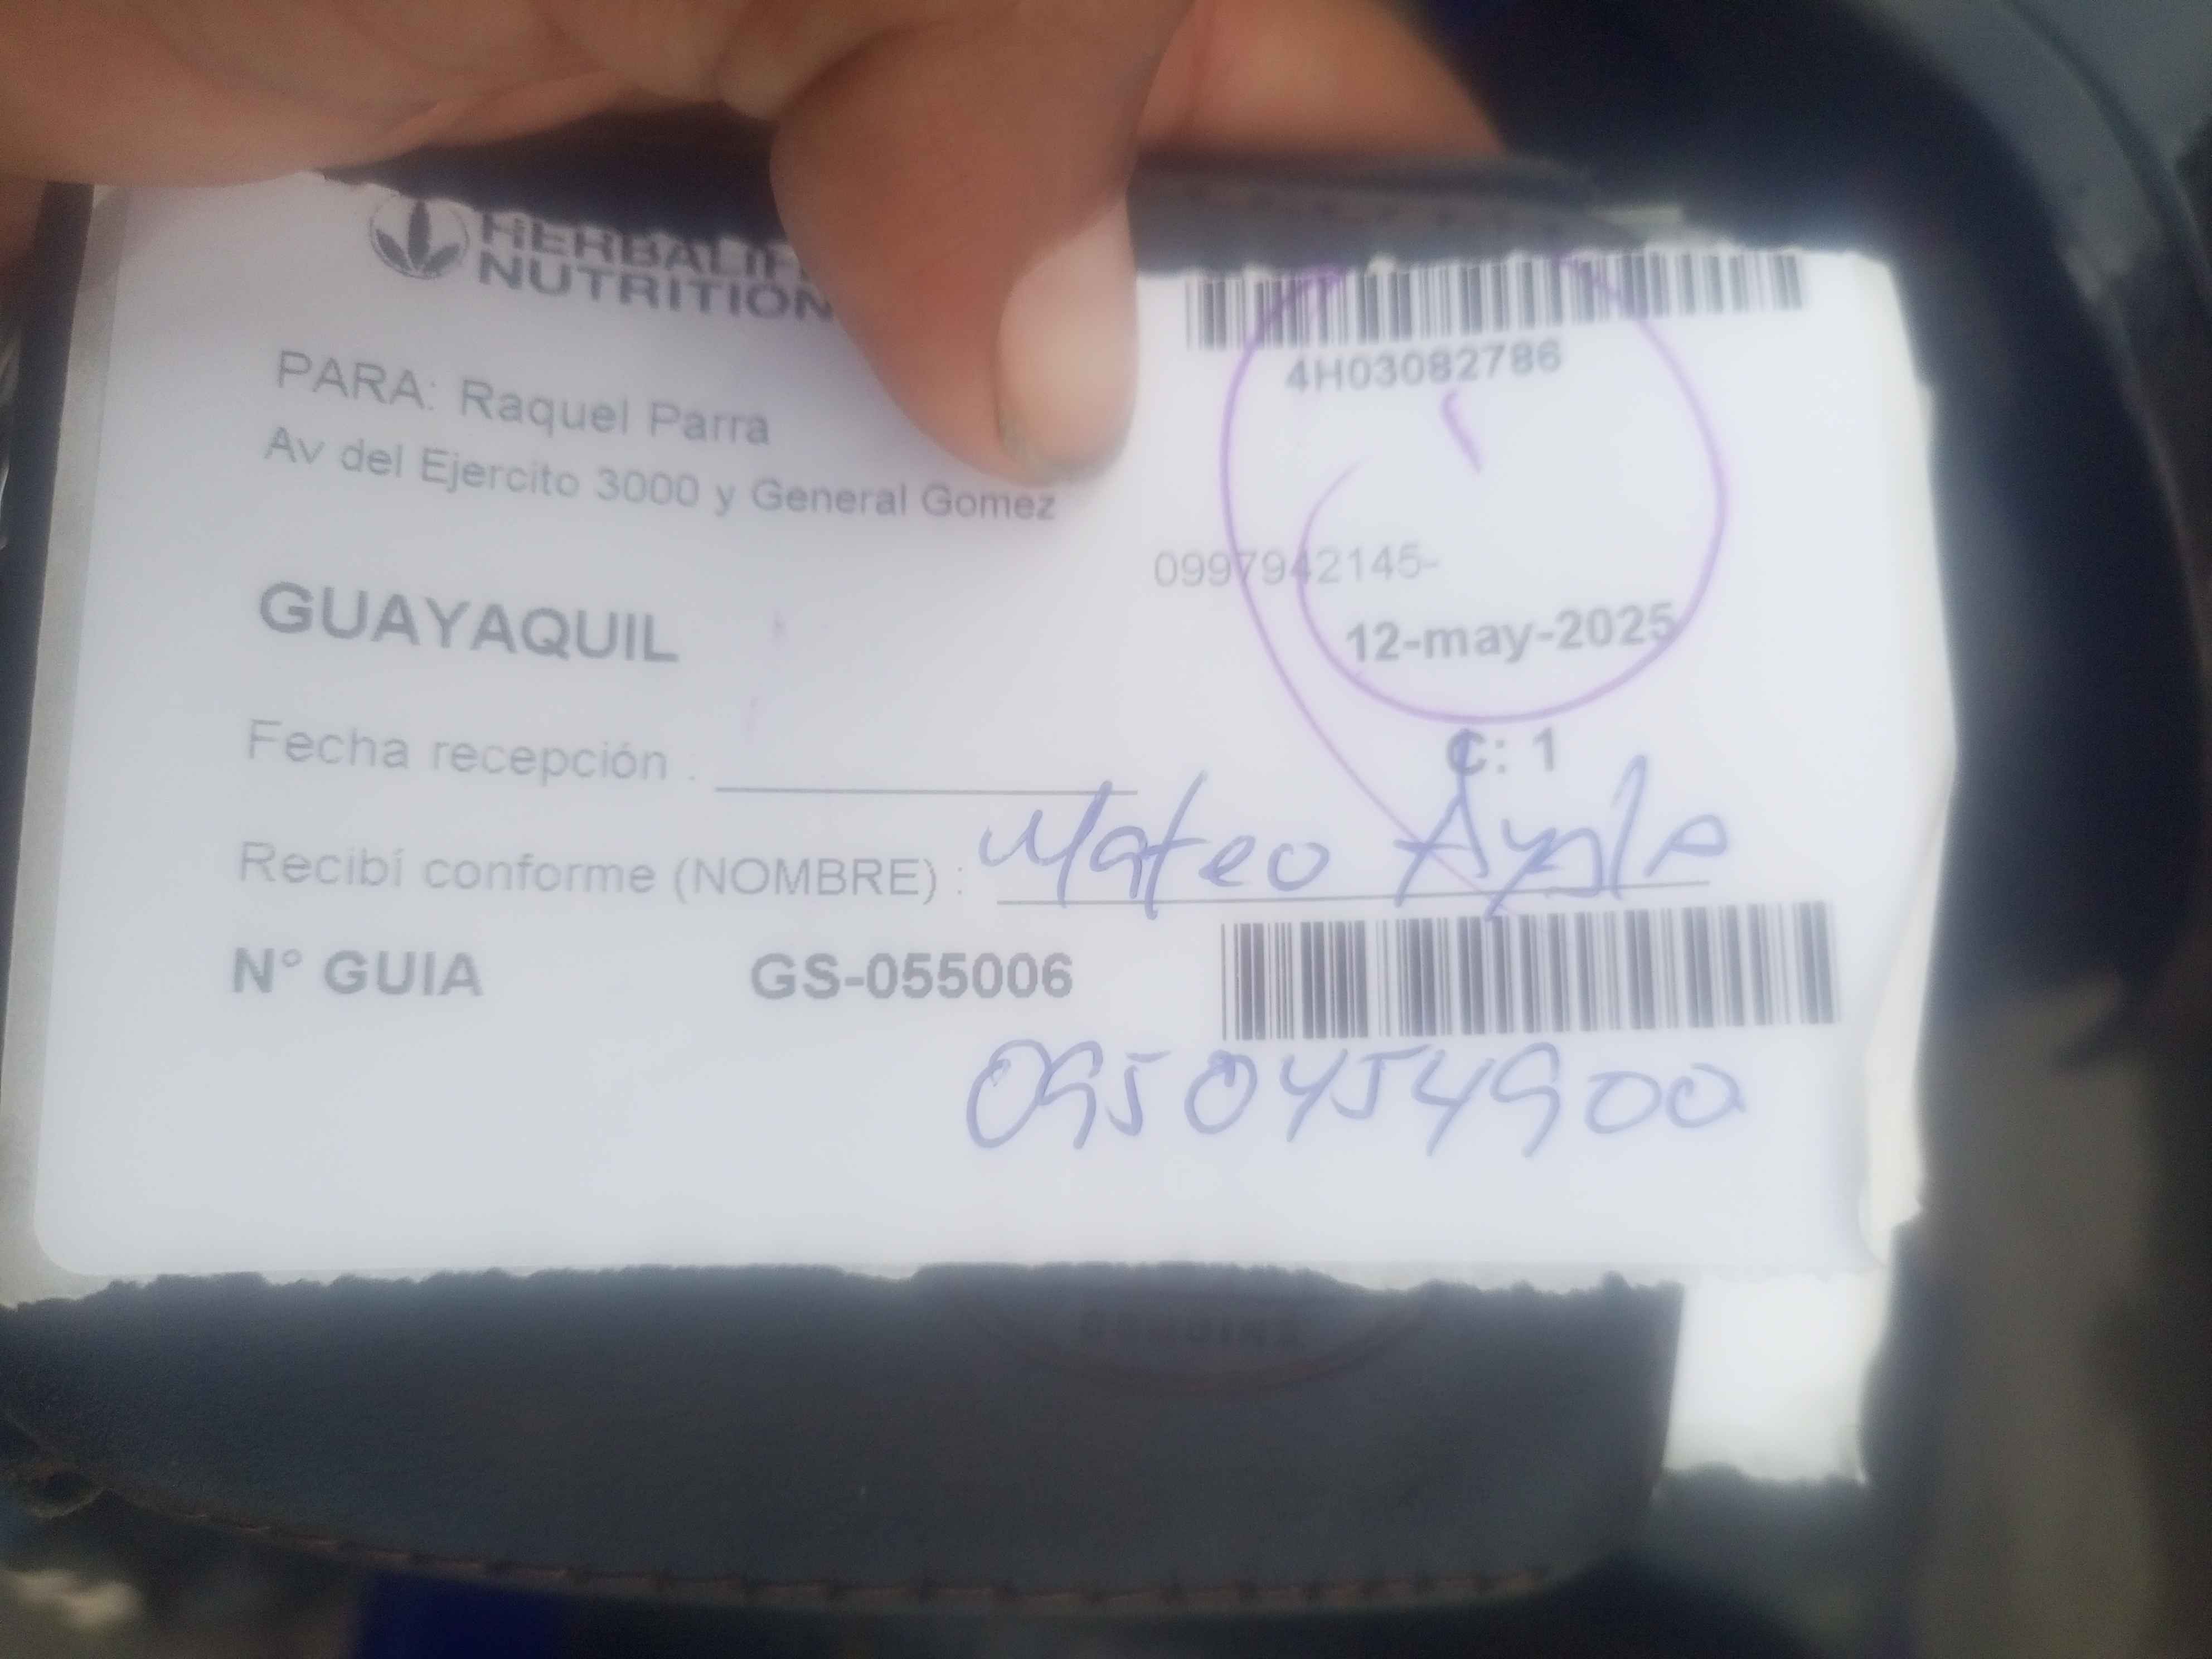 HERBALIFE
NUTRITION
4H03082786
PARA: Raquel Parra
Av del Ejercito 3000 y General Gomez
0997942145-
GUAYAQUIL
12-may-2025
C: 1
Fecha recepción :
Recibí conforme (NOMBRE) : Mateo
N° GUIA GS-055006
0950454900